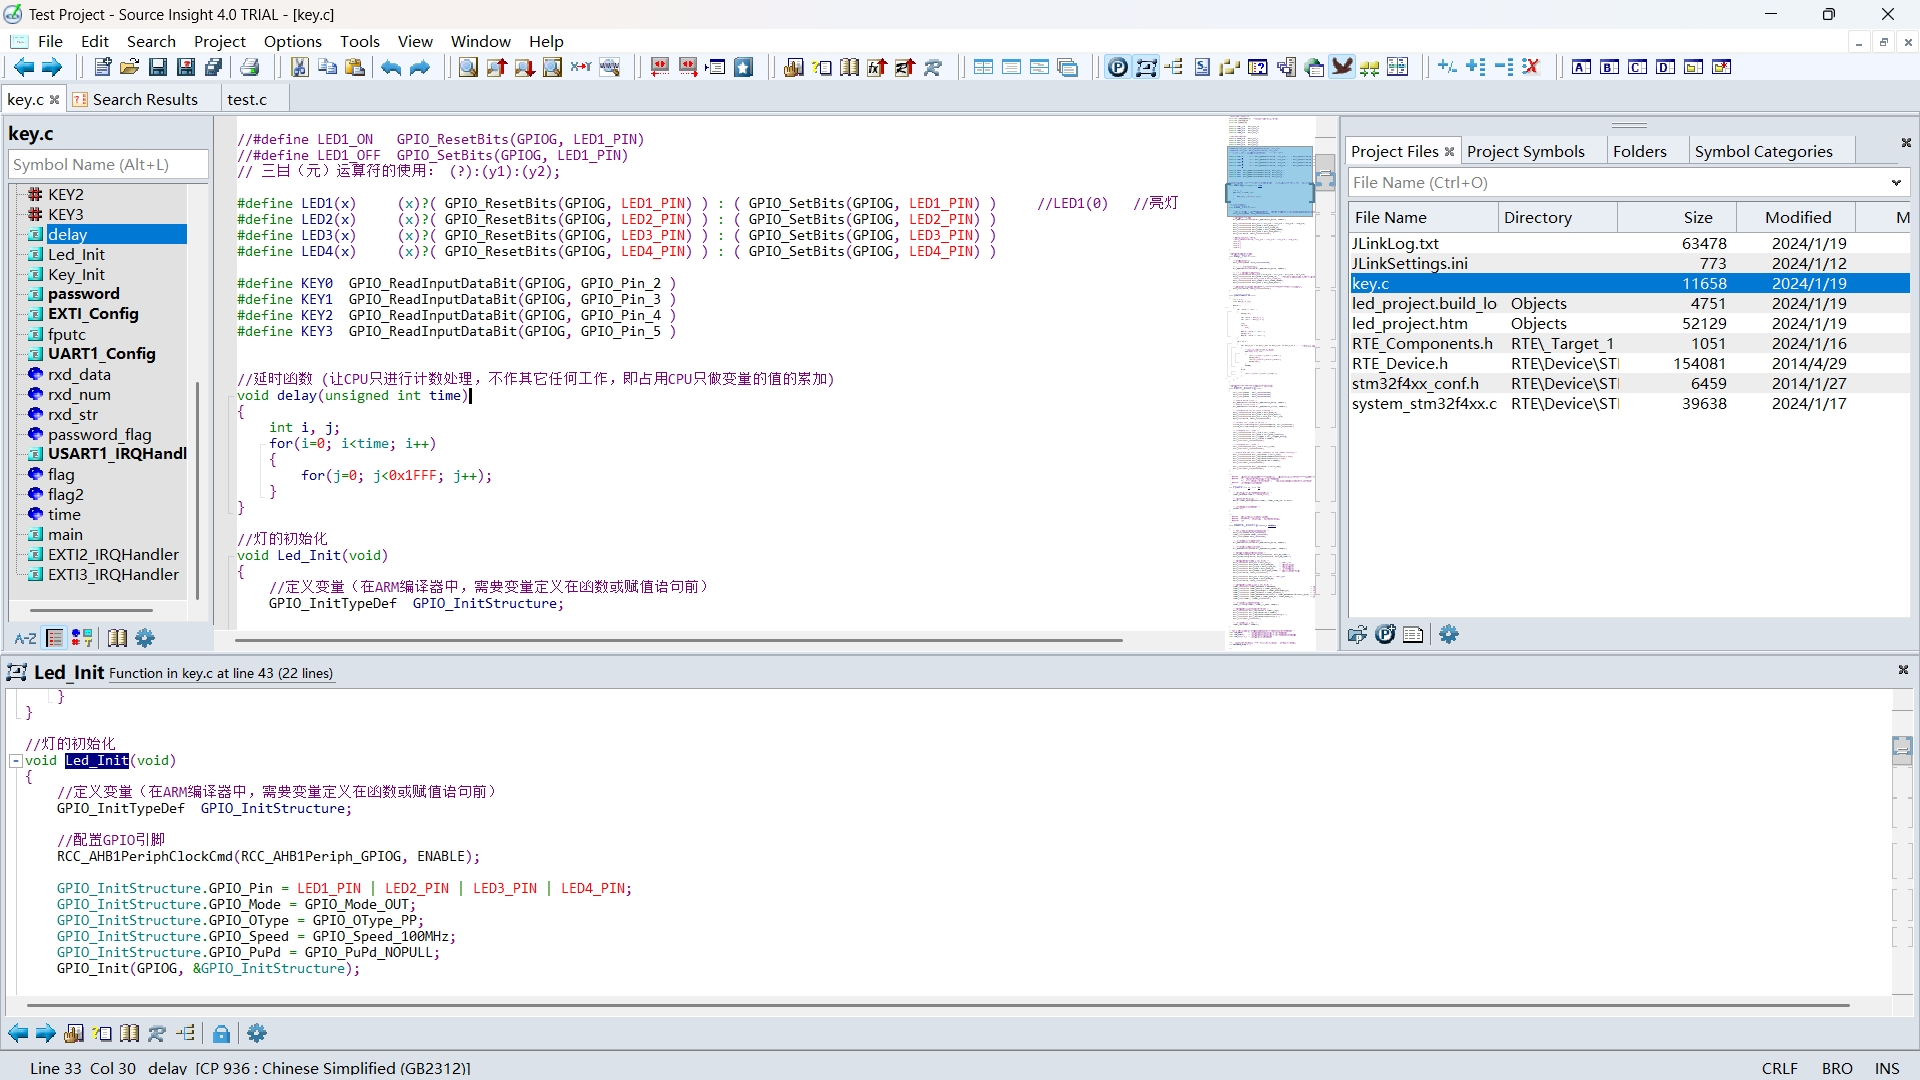 Test Project - Source Insight 4.0 TRIAL - [key.c]
File Edit Search Project Options Tools View Window Help
key.c Search Results test.c
key.c
Symbol Name (Alt+L)
KEY2
KEY3
delay
Led_Init
Key_Init
password
EXTI_Config
fputc
UART1_Config
rxd_data
rxd_num
rxd_str
password_flag
USART1_IRQHandl
flag
flag2
time
main
EXTI2_IRQHandler
EXTI3_IRQHandler
A-Z
//#define LED1_ON   GPIO_ResetBits(GPIOG, LED1_PIN)
//#define LED1_OFF  GPIO_SetBits(GPIOG, LED1_PIN)
// 三目（元）运算符的使用： (?):(y1):(y2);
#define LED1(x)     (x)?( GPIO_ResetBits(GPIOG, LED1_PIN) ) : ( GPIO_SetBits(GPIOG, LED1_PIN) )     //LED1(0)   //亮灯
#define LED2(x)     (x)?( GPIO_ResetBits(GPIOG, LED2_PIN) ) : ( GPIO_SetBits(GPIOG, LED2_PIN) )
#define LED3(x)     (x)?( GPIO_ResetBits(GPIOG, LED3_PIN) ) : ( GPIO_SetBits(GPIOG, LED3_PIN) )
#define LED4(x)     (x)?( GPIO_ResetBits(GPIOG, LED4_PIN) ) : ( GPIO_SetBits(GPIOG, LED4_PIN) )
#define KEY0  GPIO_ReadInputDataBit(GPIOG, GPIO_Pin_2 )
#define KEY1  GPIO_ReadInputDataBit(GPIOG, GPIO_Pin_3 )
#define KEY2  GPIO_ReadInputDataBit(GPIOG, GPIO_Pin_4 )
#define KEY3  GPIO_ReadInputDataBit(GPIOG, GPIO_Pin_5 )
//延时函数 (让CPU只进行计数处理，不作其它任何工作，即占用CPU只做变量的值的累加)
void delay(unsigned int time)
{
int i, j;
for(i=0; i<time; i++)
{
for(j=0; j<0x1FFF; j++);
}
}
//灯的初始化
void Led_Init(void)
{
//定义变量（在ARM编译器中，需要变量定义在函数或赋值语句前）
GPIO_InitTypeDef  GPIO_InitStructure;
Project Files Project Symbols Folders Symbol Categories
File Name (Ctrl+O)
File Name Directory Size Modified M
JLinkLog.txt 63478 2024/1/19
JLinkSettings.ini 773 2024/1/12
key.c 11658 2024/1/19
led_project.build_lo Objects 4751 2024/1/19
led_project.htm Objects 52129 2024/1/19
RTE_Components.h RTE\_Target_1 1051 2024/1/16
RTE_Device.h RTE\Device\STI 154081 2014/4/29
stm32f4xx_conf.h RTE\Device\STI 6459 2014/1/27
system_stm32f4xx.c RTE\Device\STI 39638 2024/1/17
Led_Init Function in key.c at line 43 (22 lines)
}
}
//灯的初始化
void Led_Init(void)
{
//定义变量（在ARM编译器中，需要变量定义在函数或赋值语句前）
GPIO_InitTypeDef  GPIO_InitStructure;
//配置GPIO引脚
RCC_AHB1PeriphClockCmd(RCC_AHB1Periph_GPIOG, ENABLE);
GPIO_InitStructure.GPIO_Pin = LED1_PIN | LED2_PIN | LED3_PIN | LED4_PIN;
GPIO_InitStructure.GPIO_Mode = GPIO_Mode_OUT;
GPIO_InitStructure.GPIO_OType = GPIO_OType_PP;
GPIO_InitStructure.GPIO_Speed = GPIO_Speed_100MHz;
GPIO_InitStructure.GPIO_PuPd = GPIO_PuPd_NOPULL;
GPIO_Init(GPIOG, &GPIO_InitStructure);
Line 33 Col 30 delay [CP 936 : Chinese Simplified (GB2312)] CRLF BRO INS